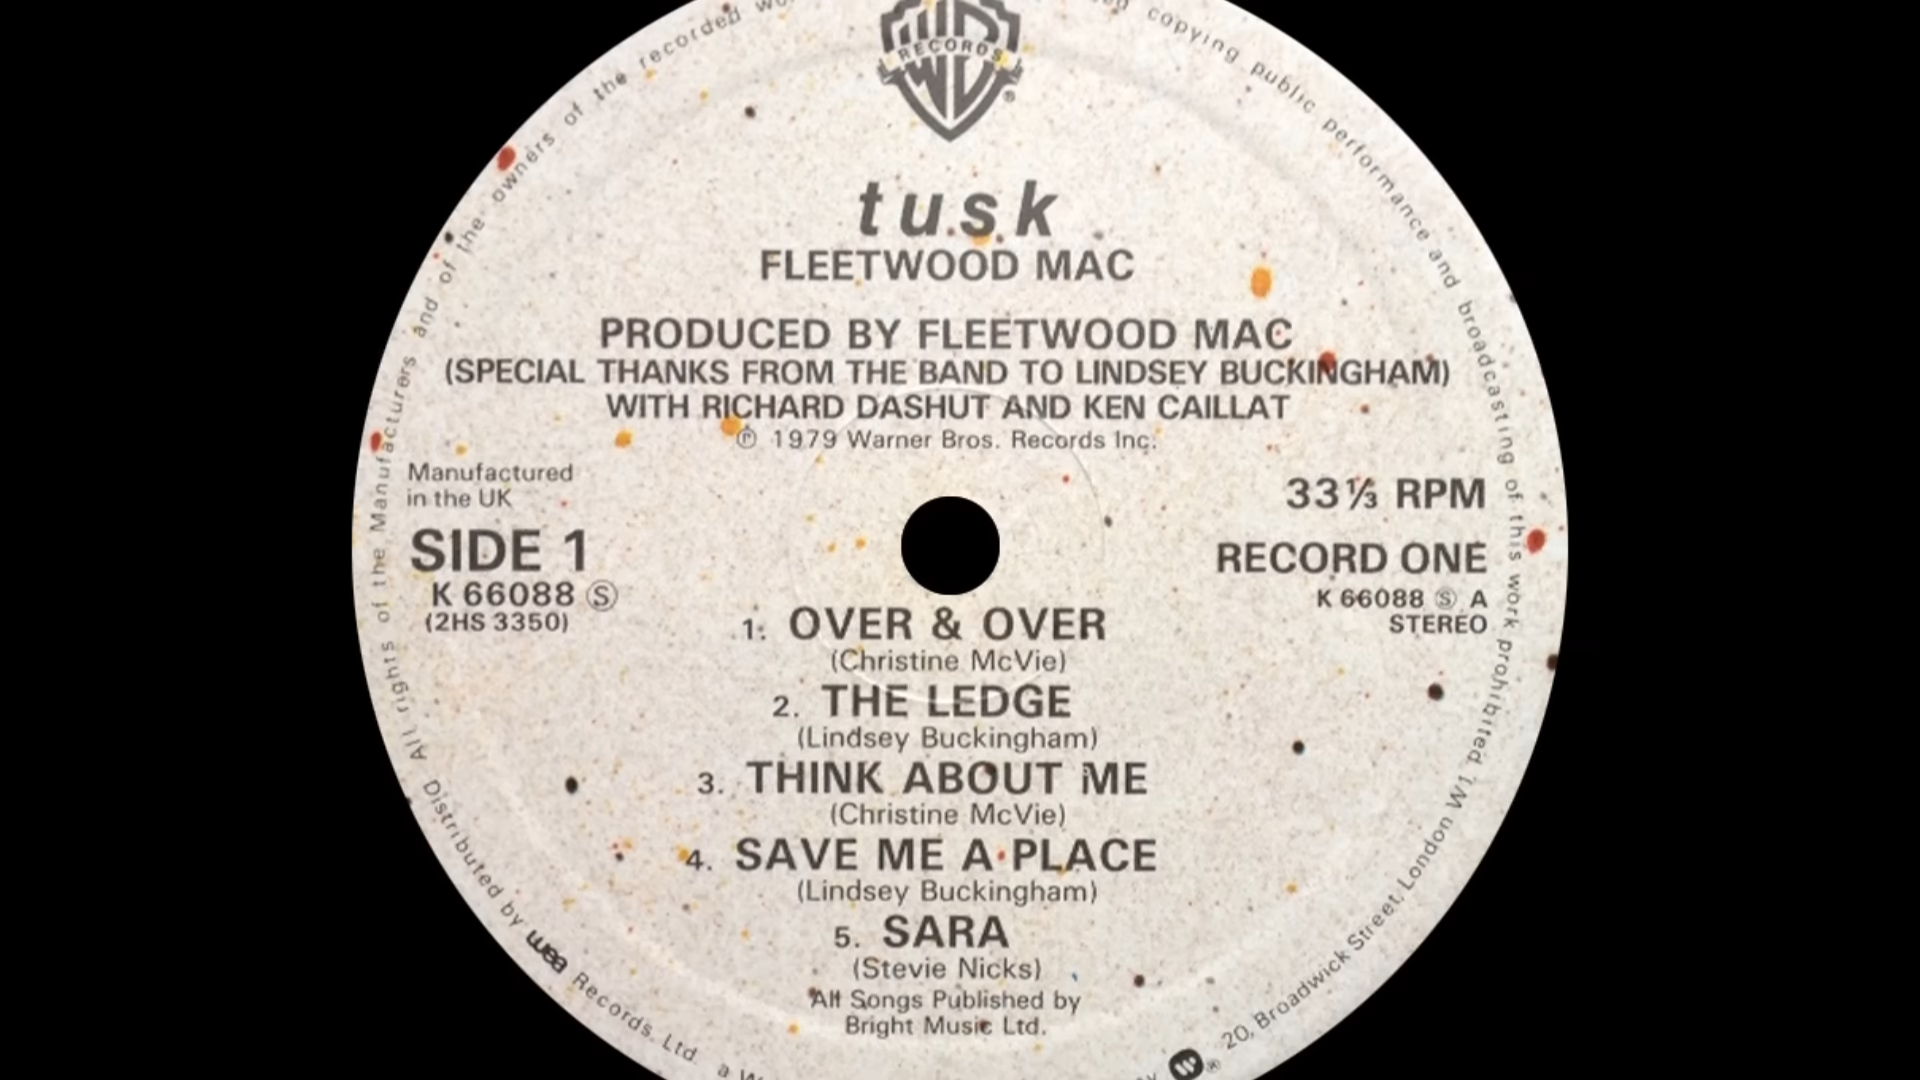 RECORDS
tusk
FLEETWOOD MAC
PRODUCED BY FLEETWOOD MAC
(SPECIAL THANKS FROM THE BAND TO LINDSEY BUCKINGHAM)
WITH RICHARD DASHUT AND KEN CAILLAT
℗ 1979 Warner Bros. Records Inc.
Manufactured
in the UK
SIDE 1
K 66088 Ⓢ
(2HS 3350)
33⅓ RPM
RECORD ONE
K 66088 Ⓢ A
STEREO
1. OVER & OVER
(Christine McVie)
2. THE LEDGE
(Lindsey Buckingham)
3. THINK ABOUT ME
(Christine McVie)
4. SAVE ME A PLACE
(Lindsey Buckingham)
5. SARA
(Stevie Nicks)
All Songs Published by
Bright Music Ltd.
All rights of the Manufacturers and of the owners of the recorded
copying public performance and broadcasting of this work prohibited
Distributed by wea Records, Ltd. a
20, Broadwick Street, London W1